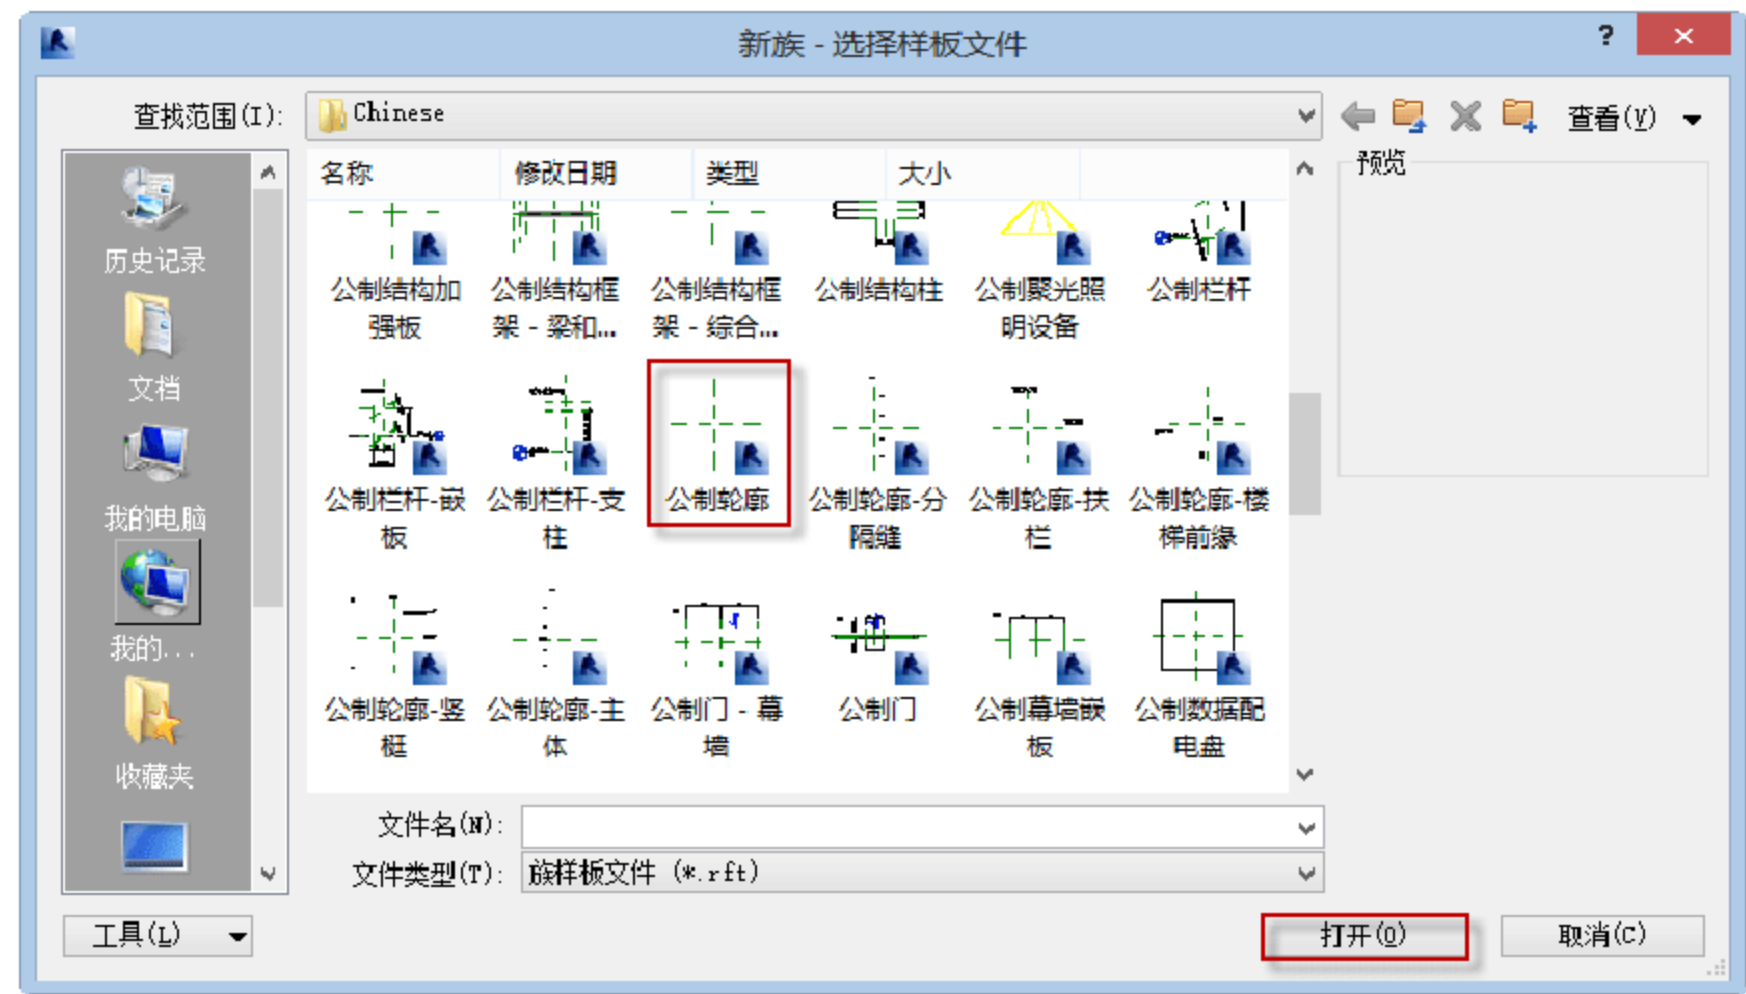 新族 - 选择样板文件
?
查找范围(I):
Chinese
查看(V)
名称 修改日期 类型 大小
预览
历史记录
文档
我的电脑
我的...
收藏夹
公制结构加
强板
公制结构框
架 - 梁和...
公制结构框
架 - 综合...
公制结构柱
公制聚光照
明设备
公制栏杆
公制栏杆-嵌
板
公制栏杆-支
柱
公制轮廓
公制轮廓-分
隔缝
公制轮廓-扶
栏
公制轮廓-楼
梯前缘
公制轮廓-竖
梃
公制轮廓-主
体
公制门 - 幕
墙
公制门
公制幕墙嵌
板
公制数据配
电盘
文件名(N):
文件类型(T): 族样板文件 (*.rft)
工具(L)
打开(O)
取消(C)